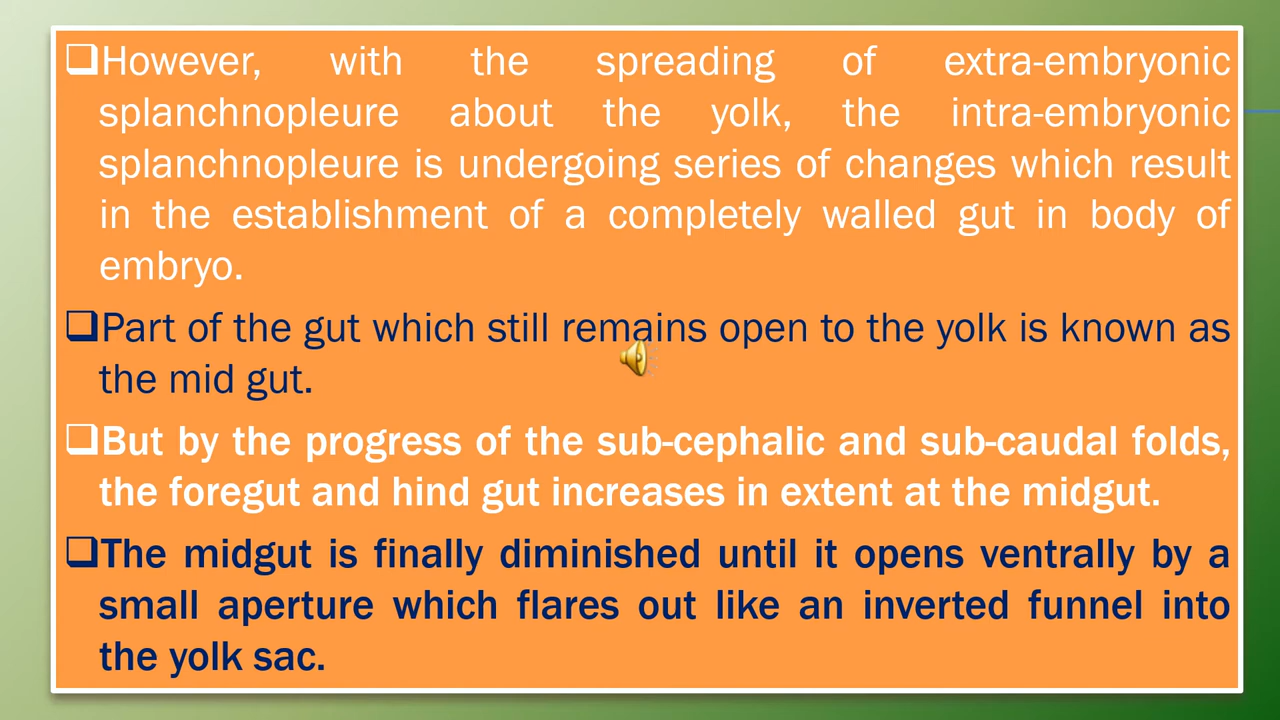 However, with the spreading of extra-embryonic
splanchnopleure about the yolk, the intra-embryonic
splanchnopleure is undergoing series of changes which result
in the establishment of a completely walled gut in body of
embryo.
Part of the gut which still remains open to the yolk is known as
the mid gut.
But by the progress of the sub-cephalic and sub-caudal folds,
the foregut and hind gut increases in extent at the midgut.
The midgut is finally diminished until it opens ventrally by a
small aperture which flares out like an inverted funnel into
the yolk sac.